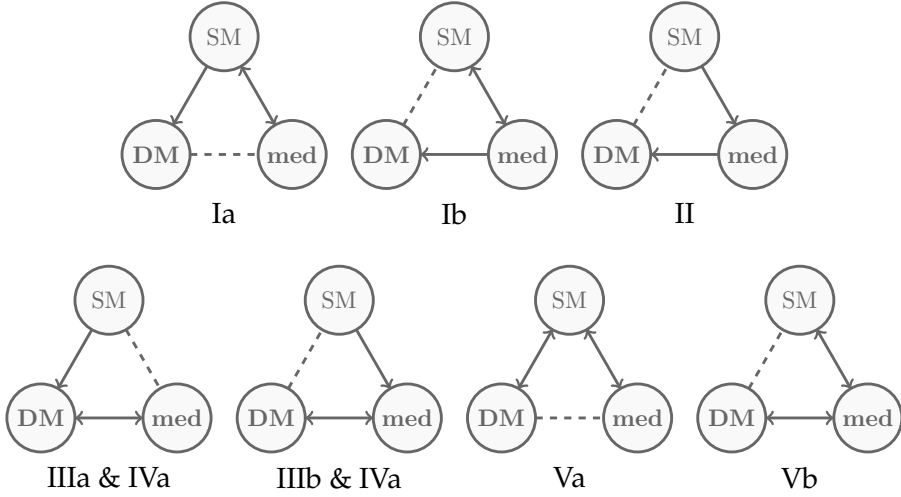 SM SM SM
DM med DM med DM med
Ia Ib II
SM SM SM SM
DM med DM med DM med DM med
IIIa & IVa IIIb & IVa Va Vb